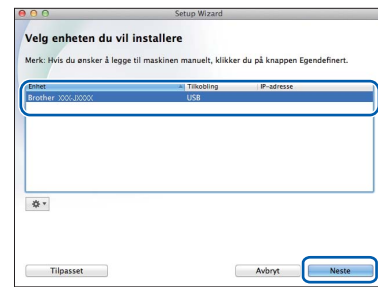 Setup Wizard
Velg enheten du vil installere
Merk: Hvis du ønsker å legge til maskinen manuelt, klikker du på knappen Egendefinert.
Enhet Tilkobling IP-adresse
Brother XXX-JXXXX USB
Tilpasset Avbryt Neste